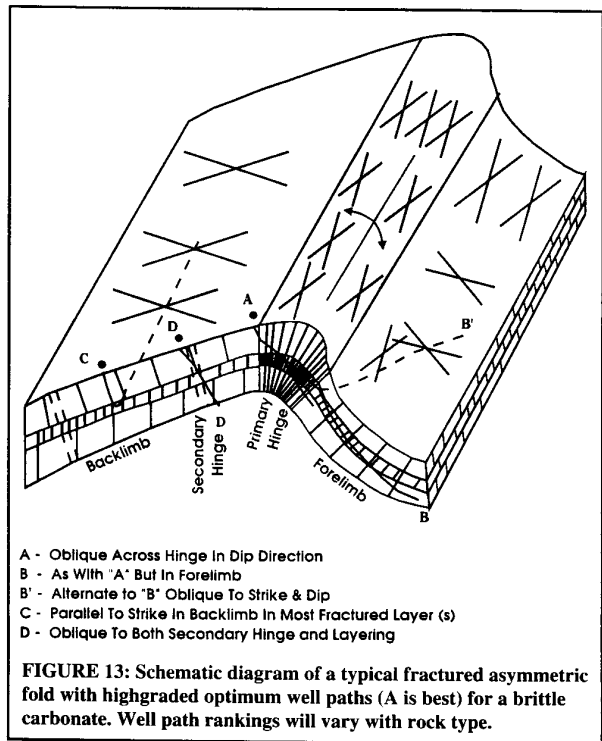 A
B'
D
C
D
Backlimb
Secondary
Hinge
Primary
Hinge
Forelimb
B
A - Oblique Across Hinge In Dip Direction
B - As With "A" But In Forelimb
B' - Alternate to "B" Oblique To Strike & Dip
C - Parallel To Strike In Backlimb In Most Fractured Layer (s)
D - Oblique To Both Secondary Hinge and Layering
FIGURE 13: Schematic diagram of a typical fractured asymmetric
fold with highgraded optimum well paths (A is best) for a brittle
carbonate. Well path rankings will vary with rock type.